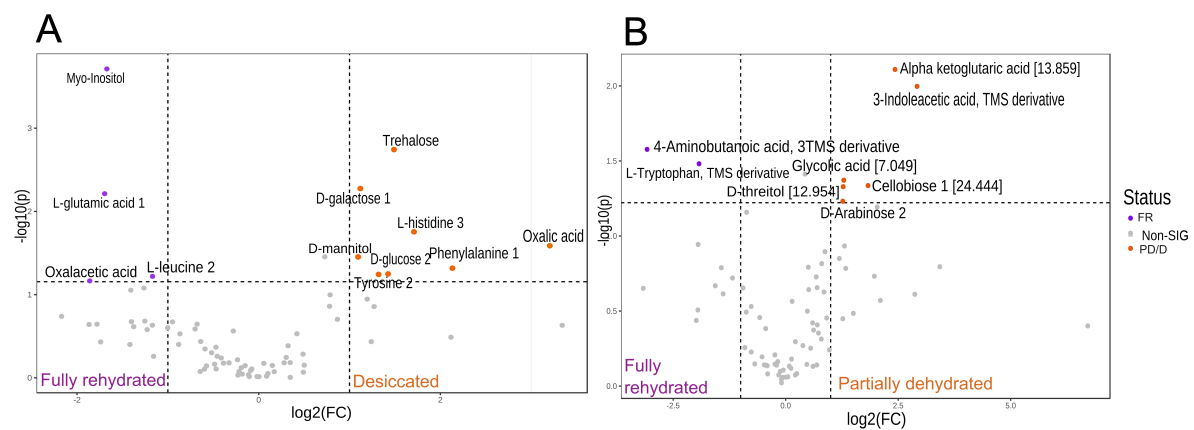 A
Myo-Inositol
Trehalose
D-galactose 1
L-glutamic acid 1
L-histidine 3
Oxalic acid
D-mannitol
D-glucose 2
Phenylalanine 1
Oxalacetic acid
L-leucine 2
Tyrosine 2
Fully rehydrated
Desiccated
3
2
1
0
-2
0
2
-log10(p)
log2(FC)
B
Alpha ketoglutaric acid [13.859]
3-Indoleacetic acid, TMS derivative
4-Aminobutanoic acid, 3TMS derivative
L-Tryptophan, TMS derivative
Glycolic acid [7.049]
D-threitol [12.954]
Cellobiose 1 [24.444]
D-Arabinose 2
Fully
rehydrated
Partially dehydrated
2.0
1.5
1.0
0.5
0.0
-2.5
0.0
2.5
5.0
-log10(p)
log2(FC)
Status
FR
Non-SIG
PD/D